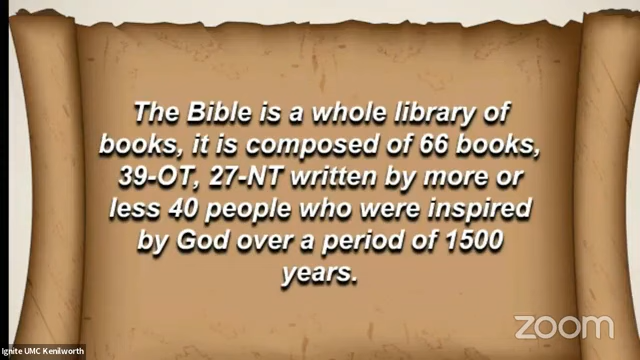 The Bible is a whole library of
books, it is composed of 66 books,
39-OT, 27-NT written by more or
less 40 people who were inspired
by God over a period of 1500
years.
zoom
Ignite UMC Kenilworth